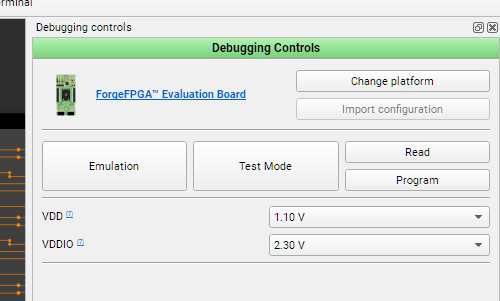 Debugging controls
Debugging Controls
ForgeFPGA™ Evaluation Board
Change platform
Import configuration
Emulation
Test Mode
Read
Program
VDD
1.10 V
VDDIO
2.30 V